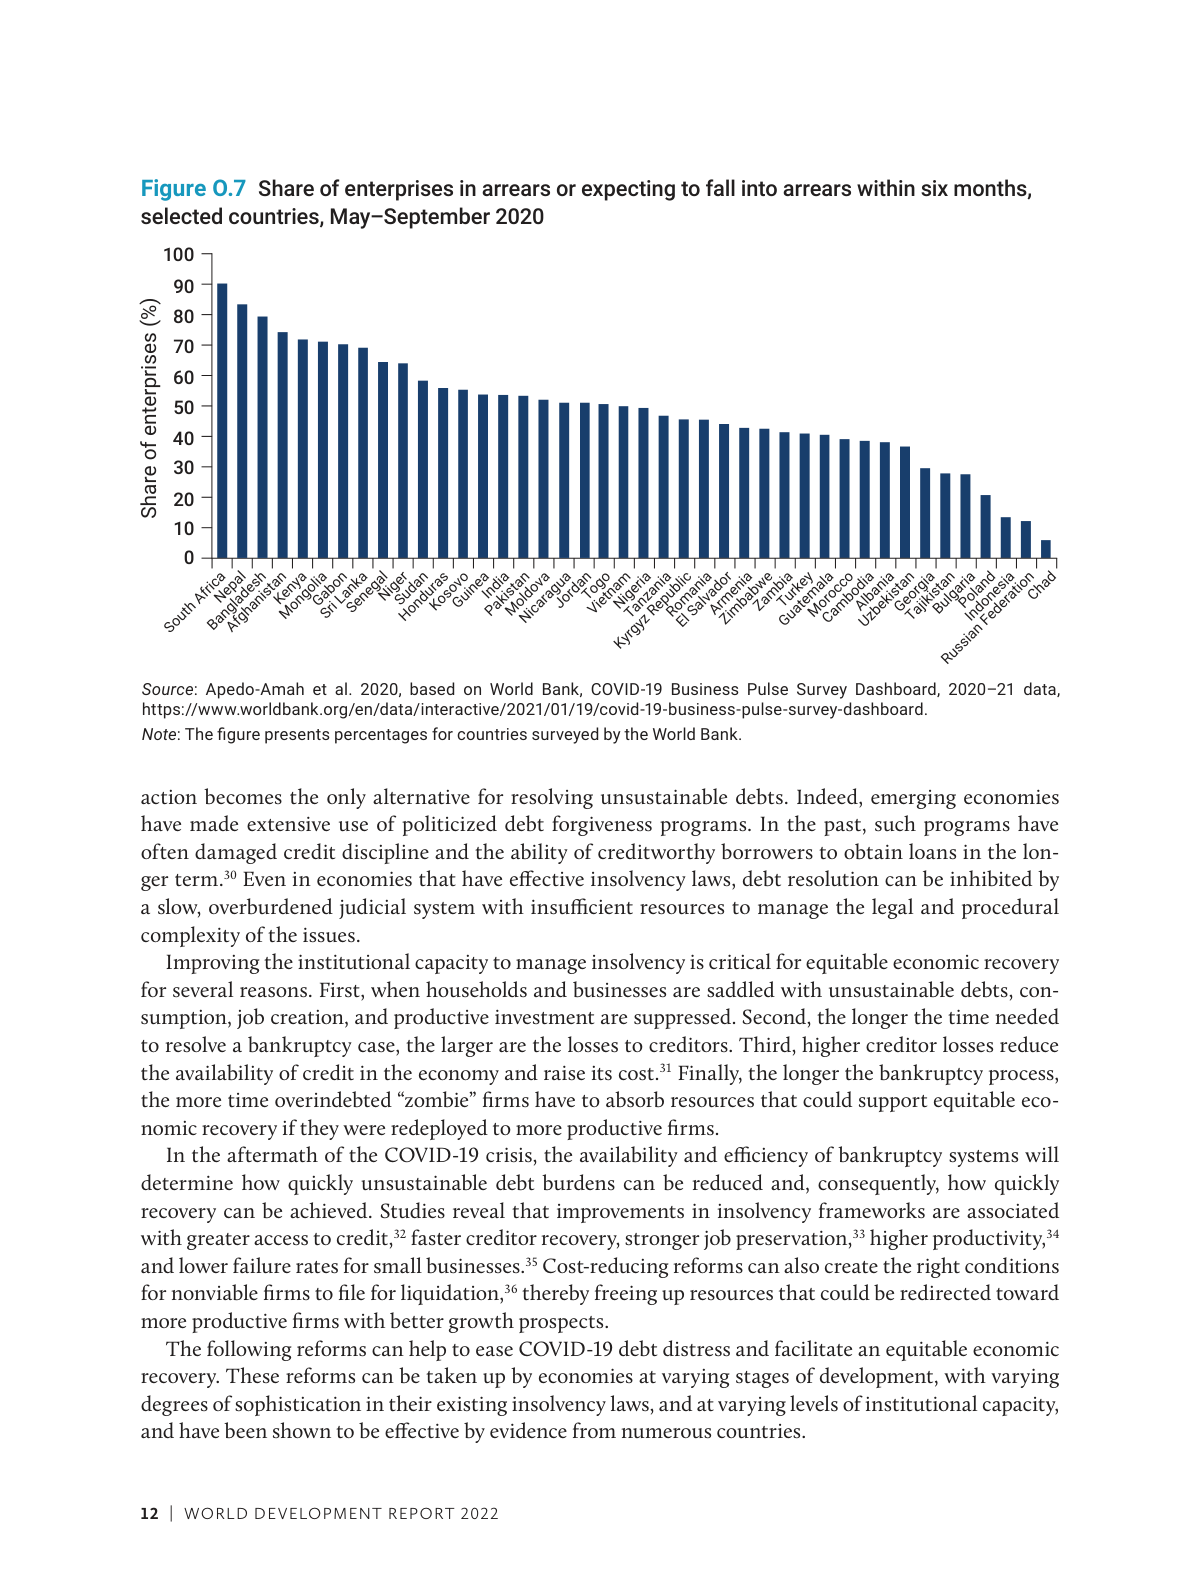 Figure O.7 Share of enterprises in arrears or expecting to fall into arrears within six months,
selected countries, May–September 2020
Share of enterprises (%)
100
90
80
70
60
50
40
30
20
10
0
South Africa
Nepal
Bangladesh
Afghanistan
Kenya
Mongolia
Gabon
Sri Lanka
Senegal
Niger
Sudan
Honduras
Kosovo
Guinea
India
Pakistan
Moldova
Nicaragua
Jordan
Togo
Vietnam
Nigeria
Tanzania
Kyrgyz Republic
Romania
El Salvador
Armenia
Zimbabwe
Zambia
Turkey
Guatemala
Morocco
Cambodia
Albania
Uzbekistan
Georgia
Tajikistan
Bulgaria
Poland
Indonesia
Russian Federation
Chad
Source: Apedo-Amah et al. 2020, based on World Bank, COVID-19 Business Pulse Survey Dashboard, 2020–21 data,
https://www.worldbank.org/en/data/interactive/2021/01/19/covid-19-business-pulse-survey-dashboard.
Note: The figure presents percentages for countries surveyed by the World Bank.
action becomes the only alternative for resolving unsustainable debts. Indeed, emerging economies
have made extensive use of politicized debt forgiveness programs. In the past, such programs have
often damaged credit discipline and the ability of creditworthy borrowers to obtain loans in the lon-
ger term.30 Even in economies that have effective insolvency laws, debt resolution can be inhibited by
a slow, overburdened judicial system with insufficient resources to manage the legal and procedural
complexity of the issues.
Improving the institutional capacity to manage insolvency is critical for equitable economic recovery
for several reasons. First, when households and businesses are saddled with unsustainable debts, con-
sumption, job creation, and productive investment are suppressed. Second, the longer the time needed
to resolve a bankruptcy case, the larger are the losses to creditors. Third, higher creditor losses reduce
the availability of credit in the economy and raise its cost.31 Finally, the longer the bankruptcy process,
the more time overindebted “zombie” firms have to absorb resources that could support equitable eco-
nomic recovery if they were redeployed to more productive firms.
In the aftermath of the COVID-19 crisis, the availability and efficiency of bankruptcy systems will
determine how quickly unsustainable debt burdens can be reduced and, consequently, how quickly
recovery can be achieved. Studies reveal that improvements in insolvency frameworks are associated
with greater access to credit,32 faster creditor recovery, stronger job preservation,33 higher productivity,34
and lower failure rates for small businesses.35 Cost-reducing reforms can also create the right conditions
for nonviable firms to file for liquidation,36 thereby freeing up resources that could be redirected toward
more productive firms with better growth prospects.
The following reforms can help to ease COVID-19 debt distress and facilitate an equitable economic
recovery. These reforms can be taken up by economies at varying stages of development, with varying
degrees of sophistication in their existing insolvency laws, and at varying levels of institutional capacity,
and have been shown to be effective by evidence from numerous countries.
12 | WORLD DEVELOPMENT REPORT 2022